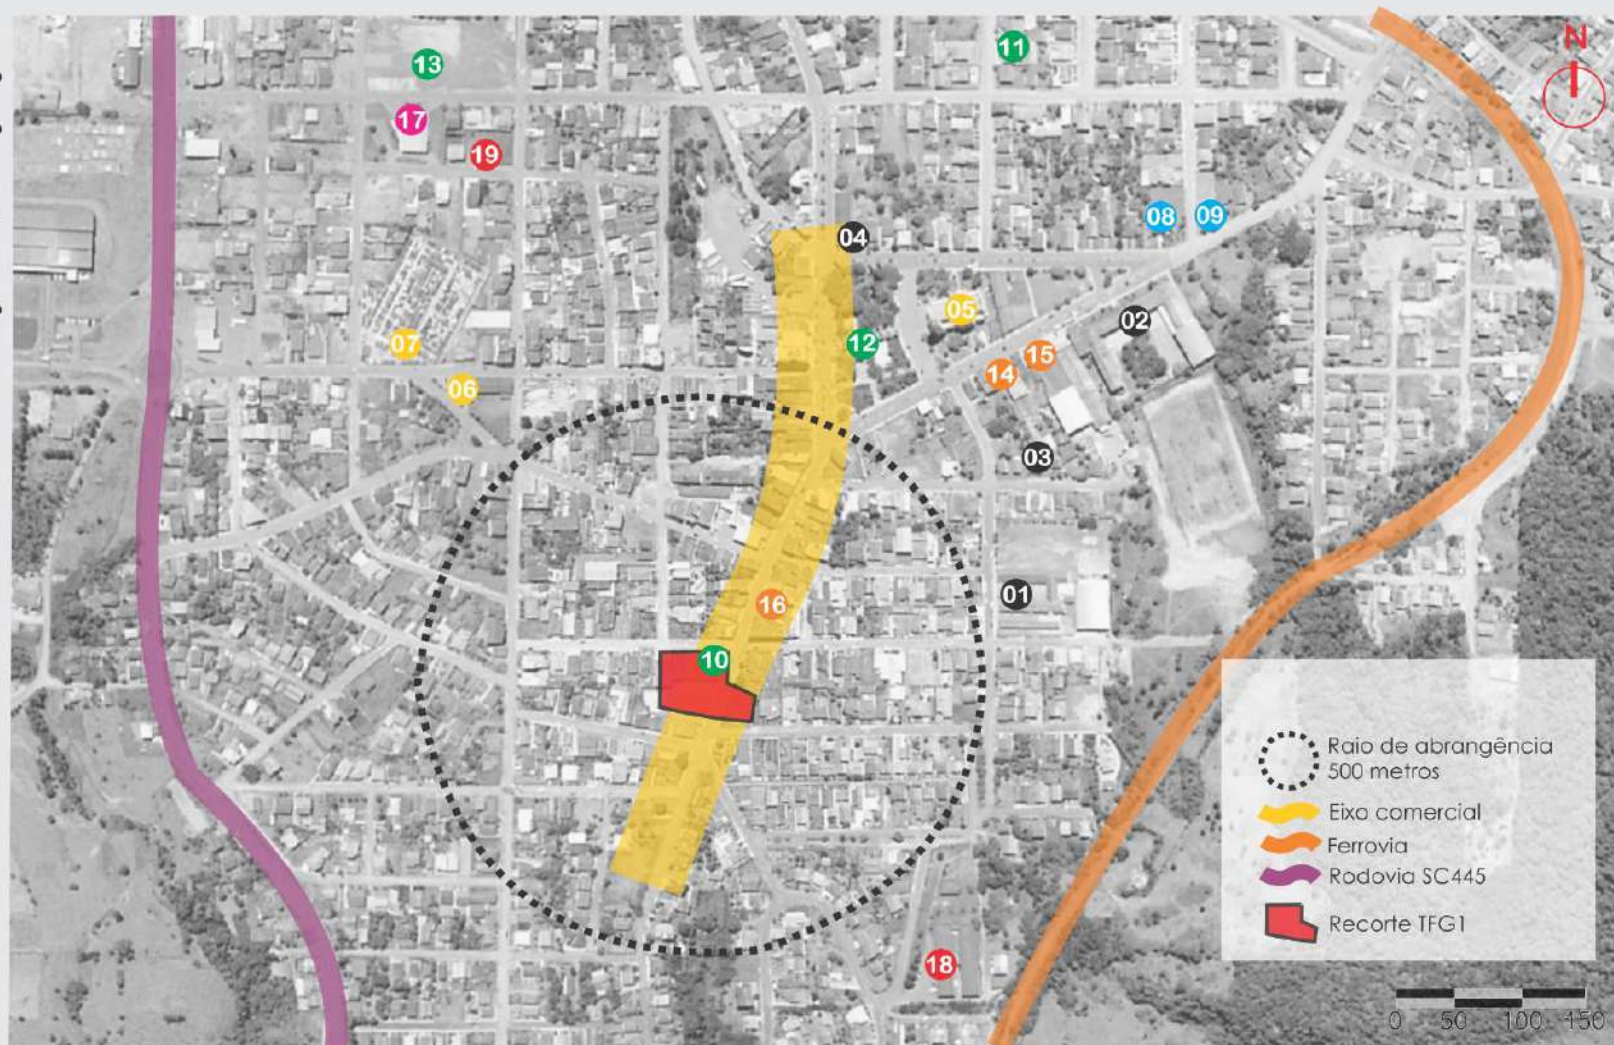 N
11
13
17
19
08
09
04
05
02
12
07
15
14
06
03
01
16
10
18
Raio de abrangência
500 metros
Eixo comercial
Ferrovia
Rodovia SC445
Recorte TFG1
0 50 100 150